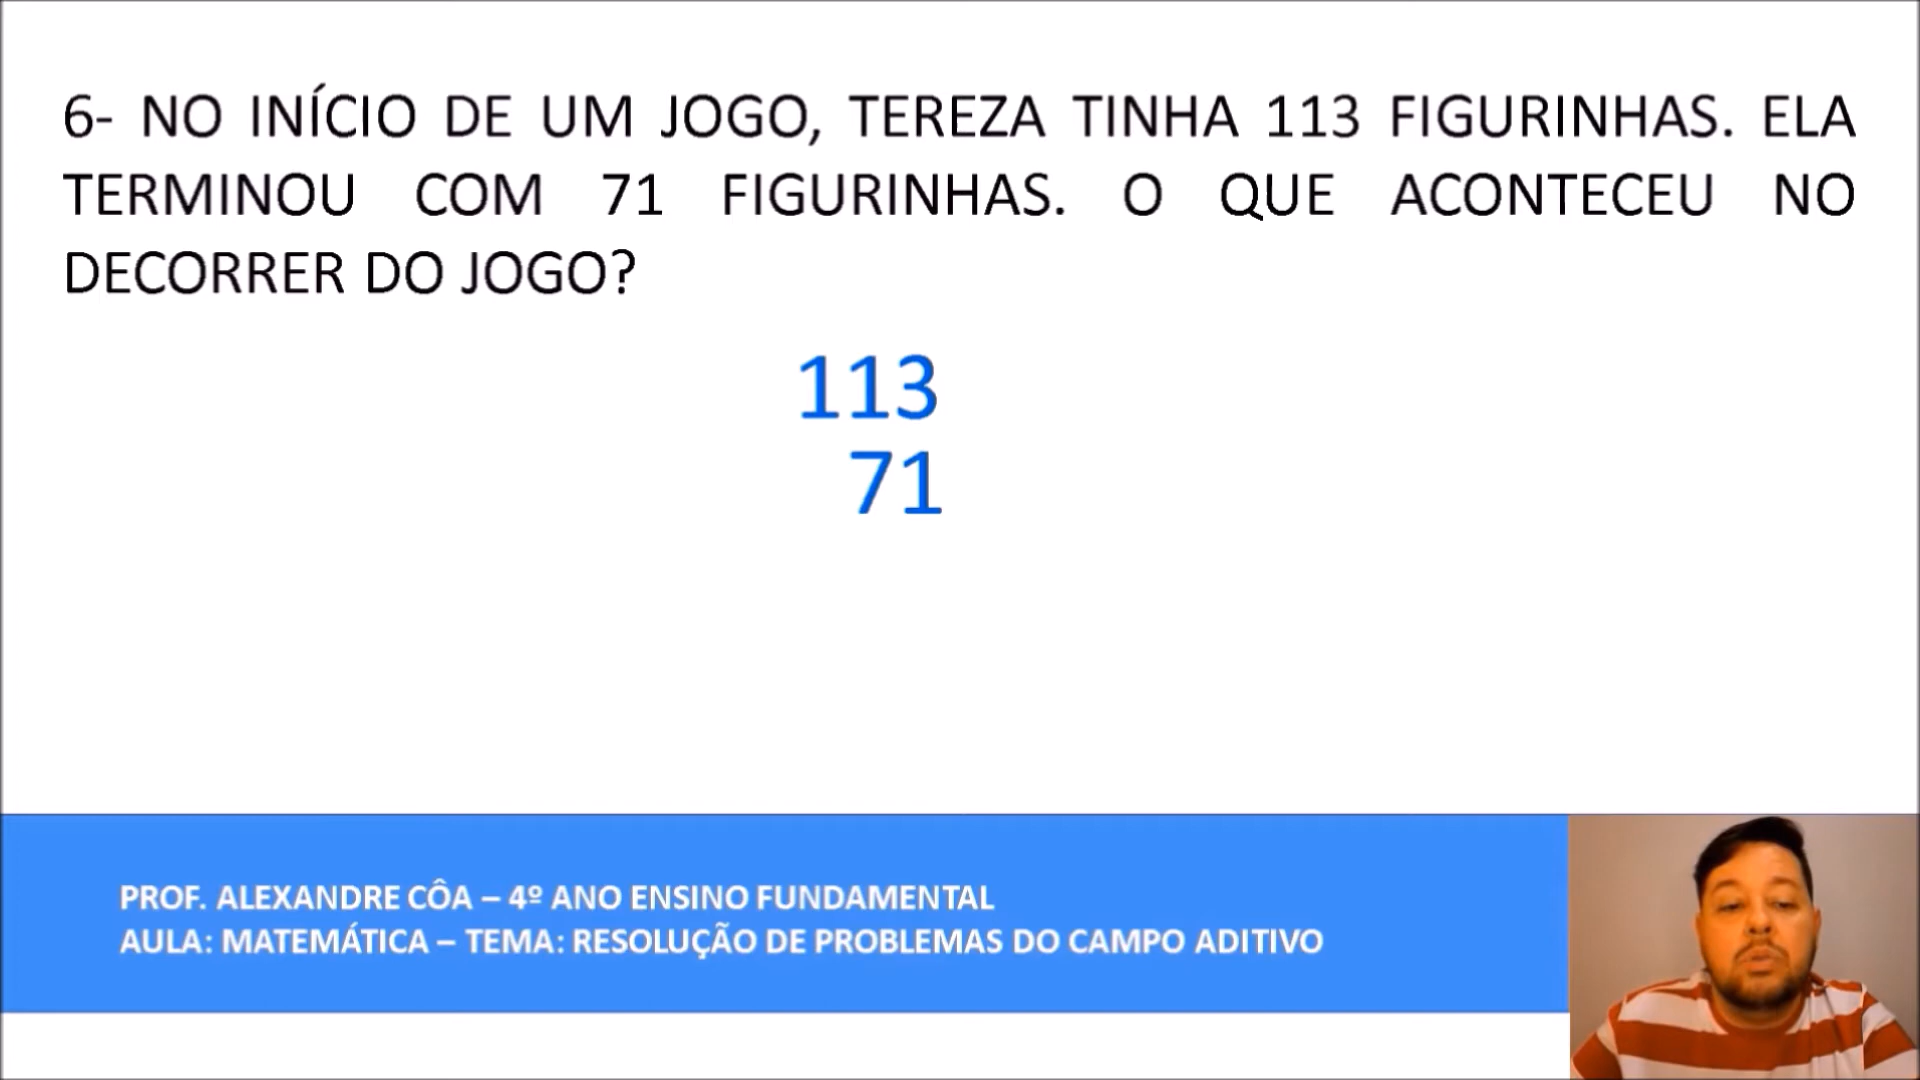 6- NO INÍCIO DE UM JOGO, TEREZA TINHA 113 FIGURINHAS. ELA
TERMINOU COM 71 FIGURINHAS. O QUE ACONTECEU NO
DECORRER DO JOGO?
113
71
PROF. ALEXANDRE CÔA – 4º ANO ENSINO FUNDAMENTAL
AULA: MATEMÁTICA – TEMA: RESOLUÇÃO DE PROBLEMAS DO CAMPO ADITIVO